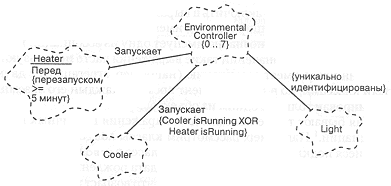 Environmental
Controller
{0 .. 7}
Heater
Перед
{перезапуском
>=
5 минут}
Запускает
{уникально
идентифицированы}
Запускает
{Cooler isRunning XOR
Heater isRunning}
Cooler
Light